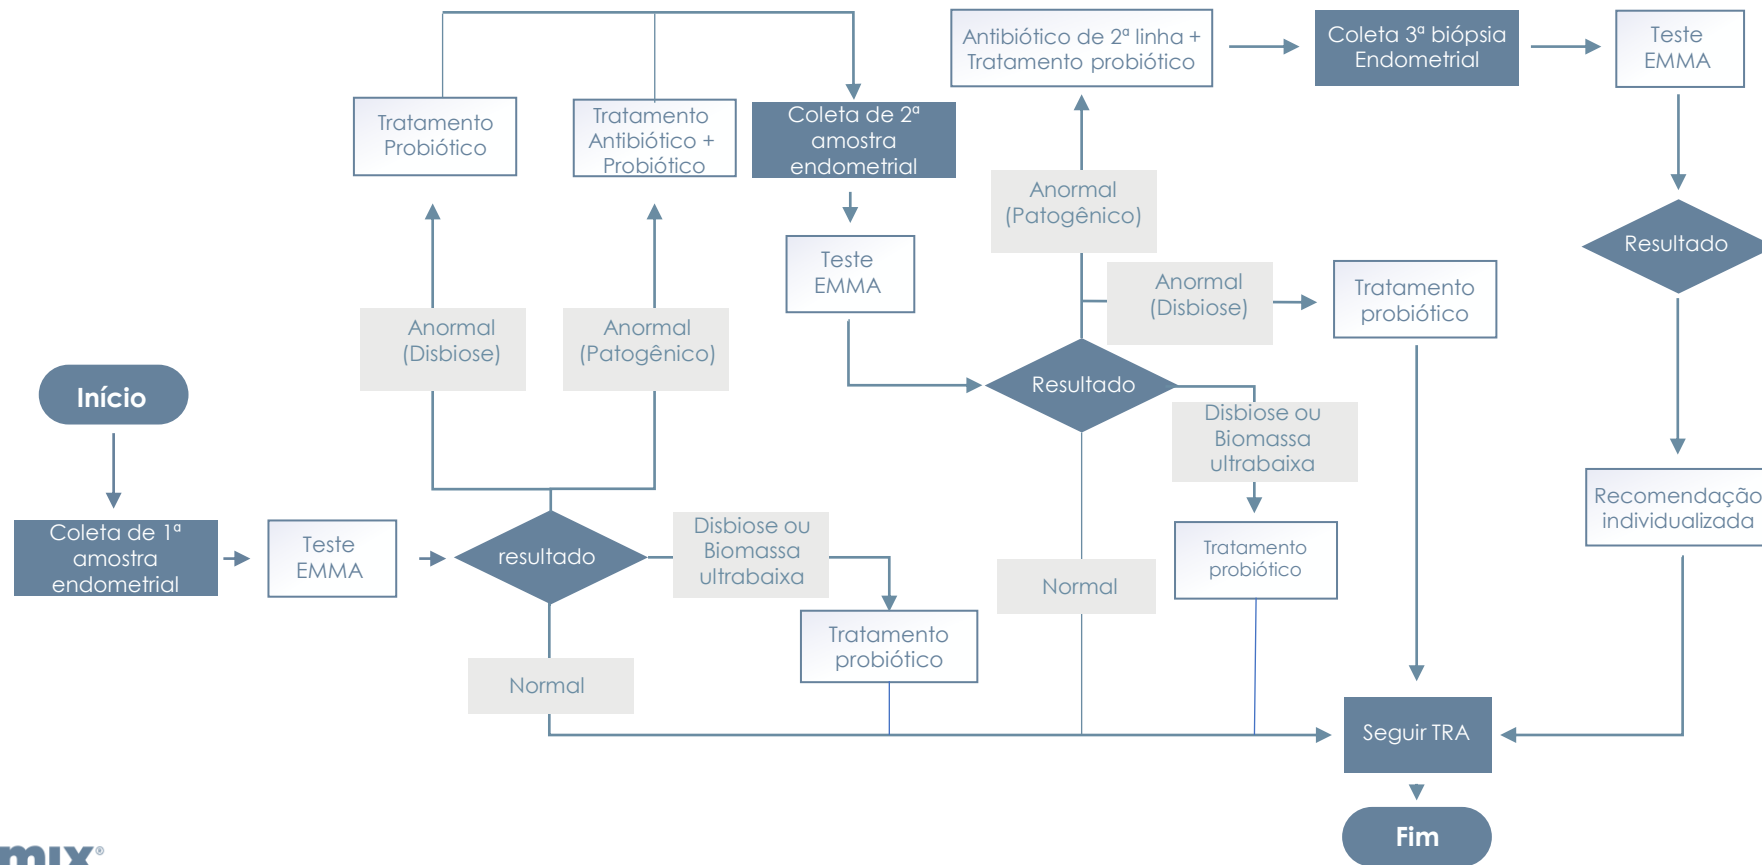 Início
Coleta de 1ª
amostra
endometrial
Teste
EMMA
resultado
Anormal
(Disbiose)
Tratamento
Probiótico
Anormal
(Patogênico)
Tratamento
Antibiótico +
Probiótico
Disbiose ou
Biomassa
ultrabaixa
Tratamento
probiótico
Normal
Coleta de 2ª
amostra
endometrial
Teste
EMMA
Resultado
Anormal
(Patogênico)
Antibiótico de 2ª linha +
Tratamento probiótico
Anormal
(Disbiose)
Tratamento
probiótico
Disbiose ou
Biomassa
ultrabaixa
Tratamento
probiótico
Normal
Coleta 3ª biópsia
Endometrial
Teste
EMMA
Resultado
Recomendação
individualizada
Seguir TRA
Fim
mix®